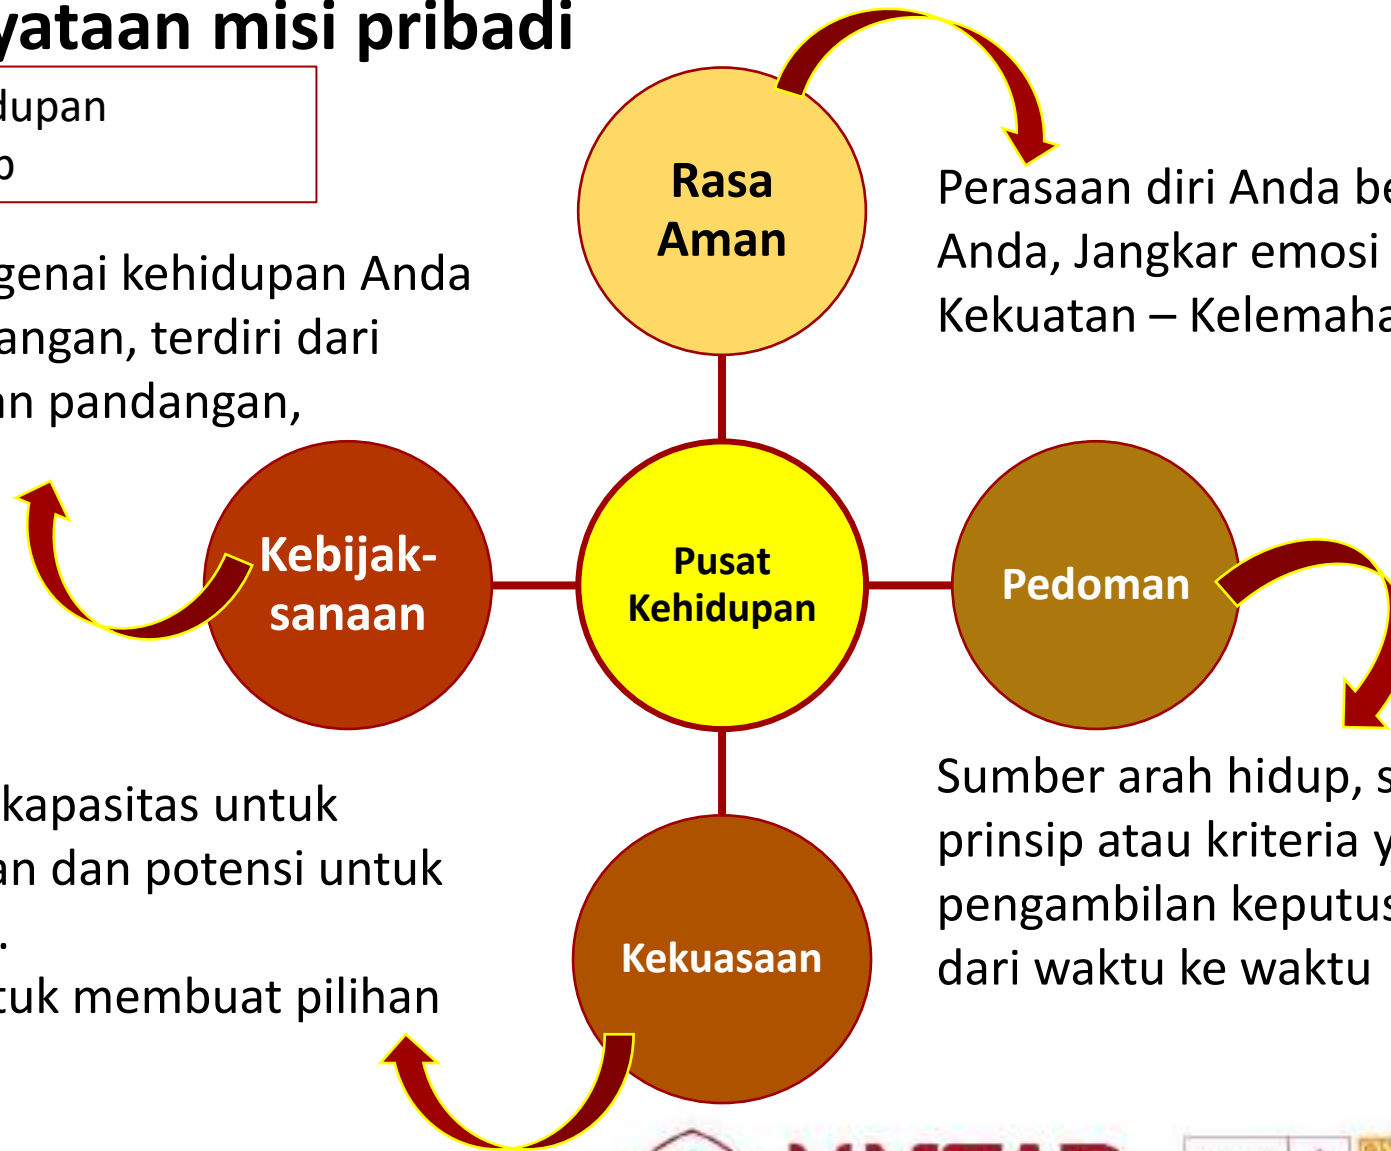 yataan misi pribadi
dupan
Rasa
Aman
Perasaan diri Anda be
Anda, Jangkar emosi
Kekuatan – Kelemaha
genai kehidupan Anda
angan, terdiri dari
an pandangan,
Kebijak-
sanaan
Pusat
Kehidupan
Pedoman
kapasitas untuk
an dan potensi untuk
.
tuk membuat pilihan
Sumber arah hidup, s
prinsip atau kriteria y
pengambilan keputus
dari waktu ke waktu
Kekuasaan